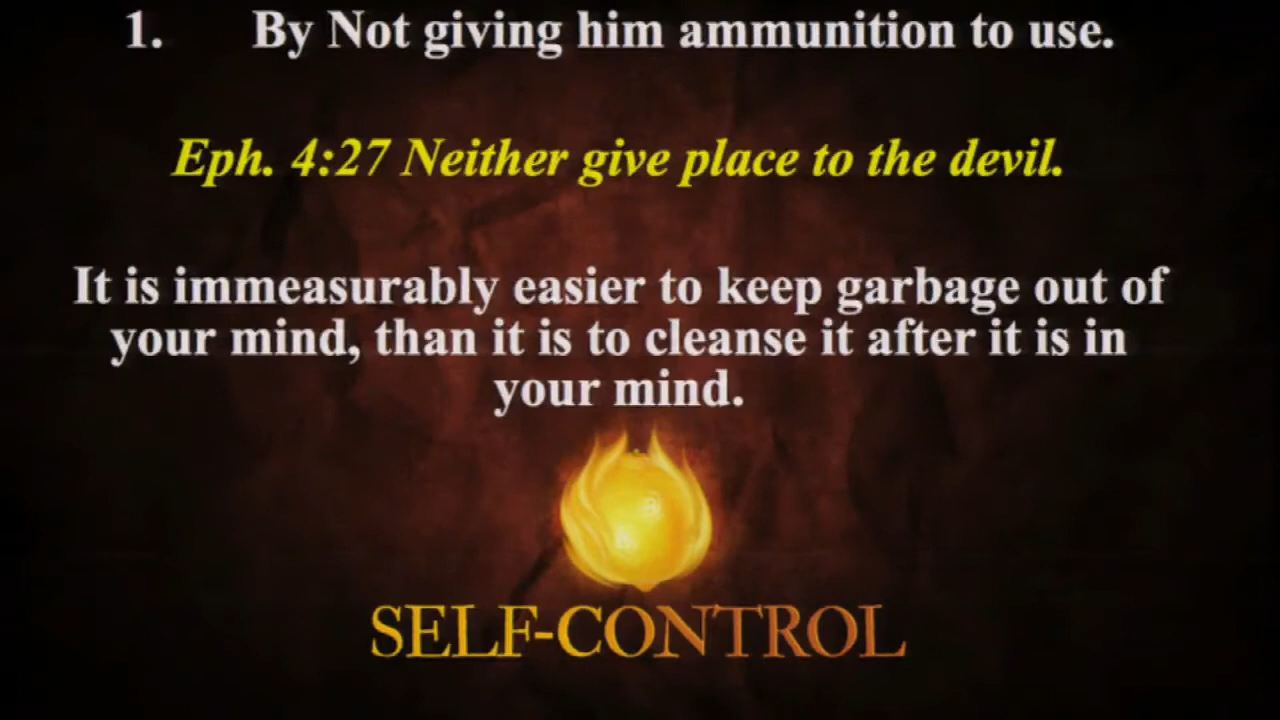 1. By Not giving him ammunition to use.
Eph. 4:27 Neither give place to the devil.
It is immeasurably easier to keep garbage out of
your mind, than it is to cleanse it after it is in
your mind.
SELF-CONTROL